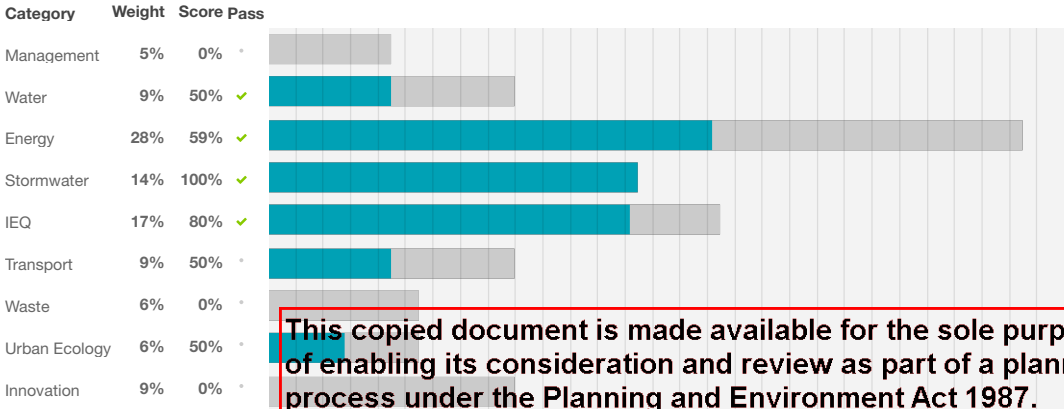 Category Weight Score Pass
Management 5% 0%
Water 9% 50% ✓
Energy 28% 59% ✓
Stormwater 14% 100% ✓
IEQ 17% 80% ✓
Transport 9% 50%
Waste 6% 0%
This copied document is made available for the sole
Urban Ecology 6% 50%
of enabling its consideration and review as part of a
Innovation 9% 0%
process under the Planning and Environment Act 1987.